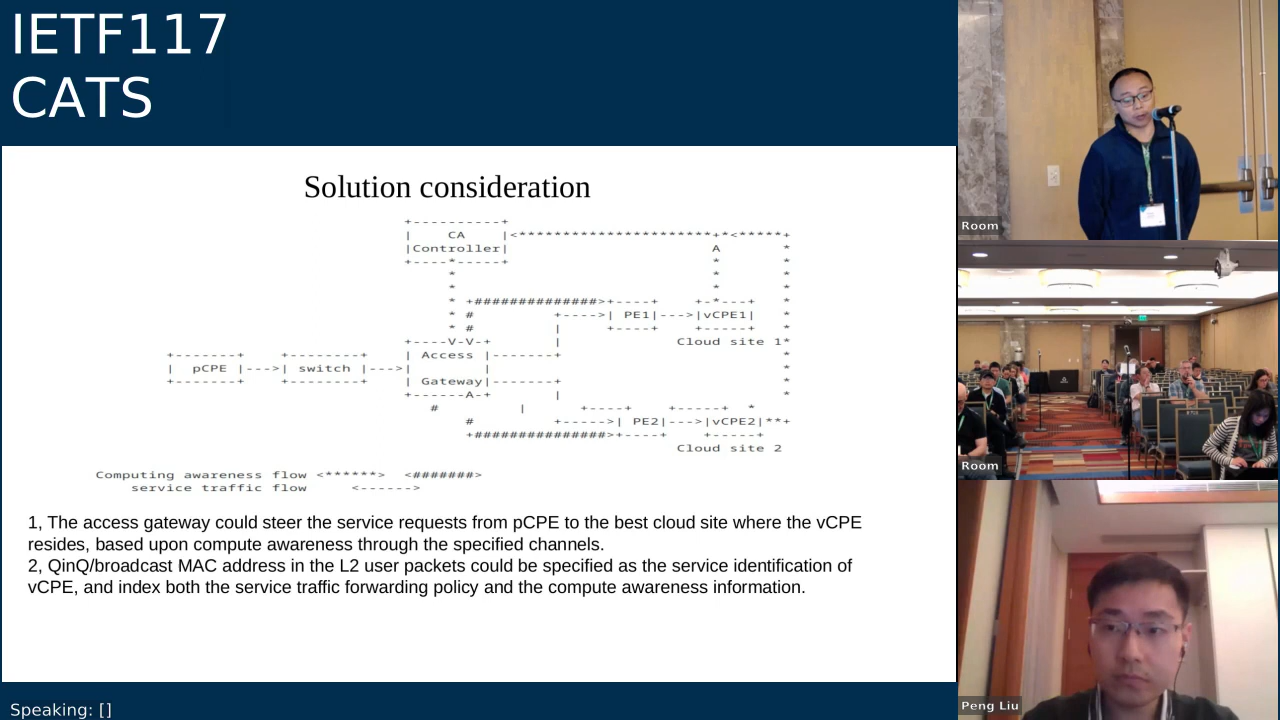 IETF117
CATS
Solution consideration
+----------+
|    CA    |<***********************+*<*****+
|Controller|                        A       *
+----*-----+                        *       *
*                              *       *
*                              *       *
* +##############>+----+    +-*---+   *
* #         +---->| PE1|--->|vCPE1|   *
* #         |     +----+    +-----+   *
+----V-V-+       |             Cloud site 1*
+-------+    +---------+    | Access |-------+                          *
|  pCPE |--->| switch  |--->|        |                                  *
+-------+    +---------+    | Gateway|-------+                          *
+------A-+       |                          *
#         |      +----+    +-----+  *
#         +----->| PE2|--->|vCPE2|**+
+###############>+----+    +-----+
Cloud site 2
Computing awareness flow <******>  <#######>
service traffic flow     <------>
1, The access gateway could steer the service requests from pCPE to the best cloud site where the vCPE
resides, based upon compute awareness through the specified channels.
2, QinQ/broadcast MAC address in the L2 user packets could be specified as the service identification of
vCPE, and index both the service traffic forwarding policy and the compute awareness information.
Speaking: []
Room
Room
Peng Liu